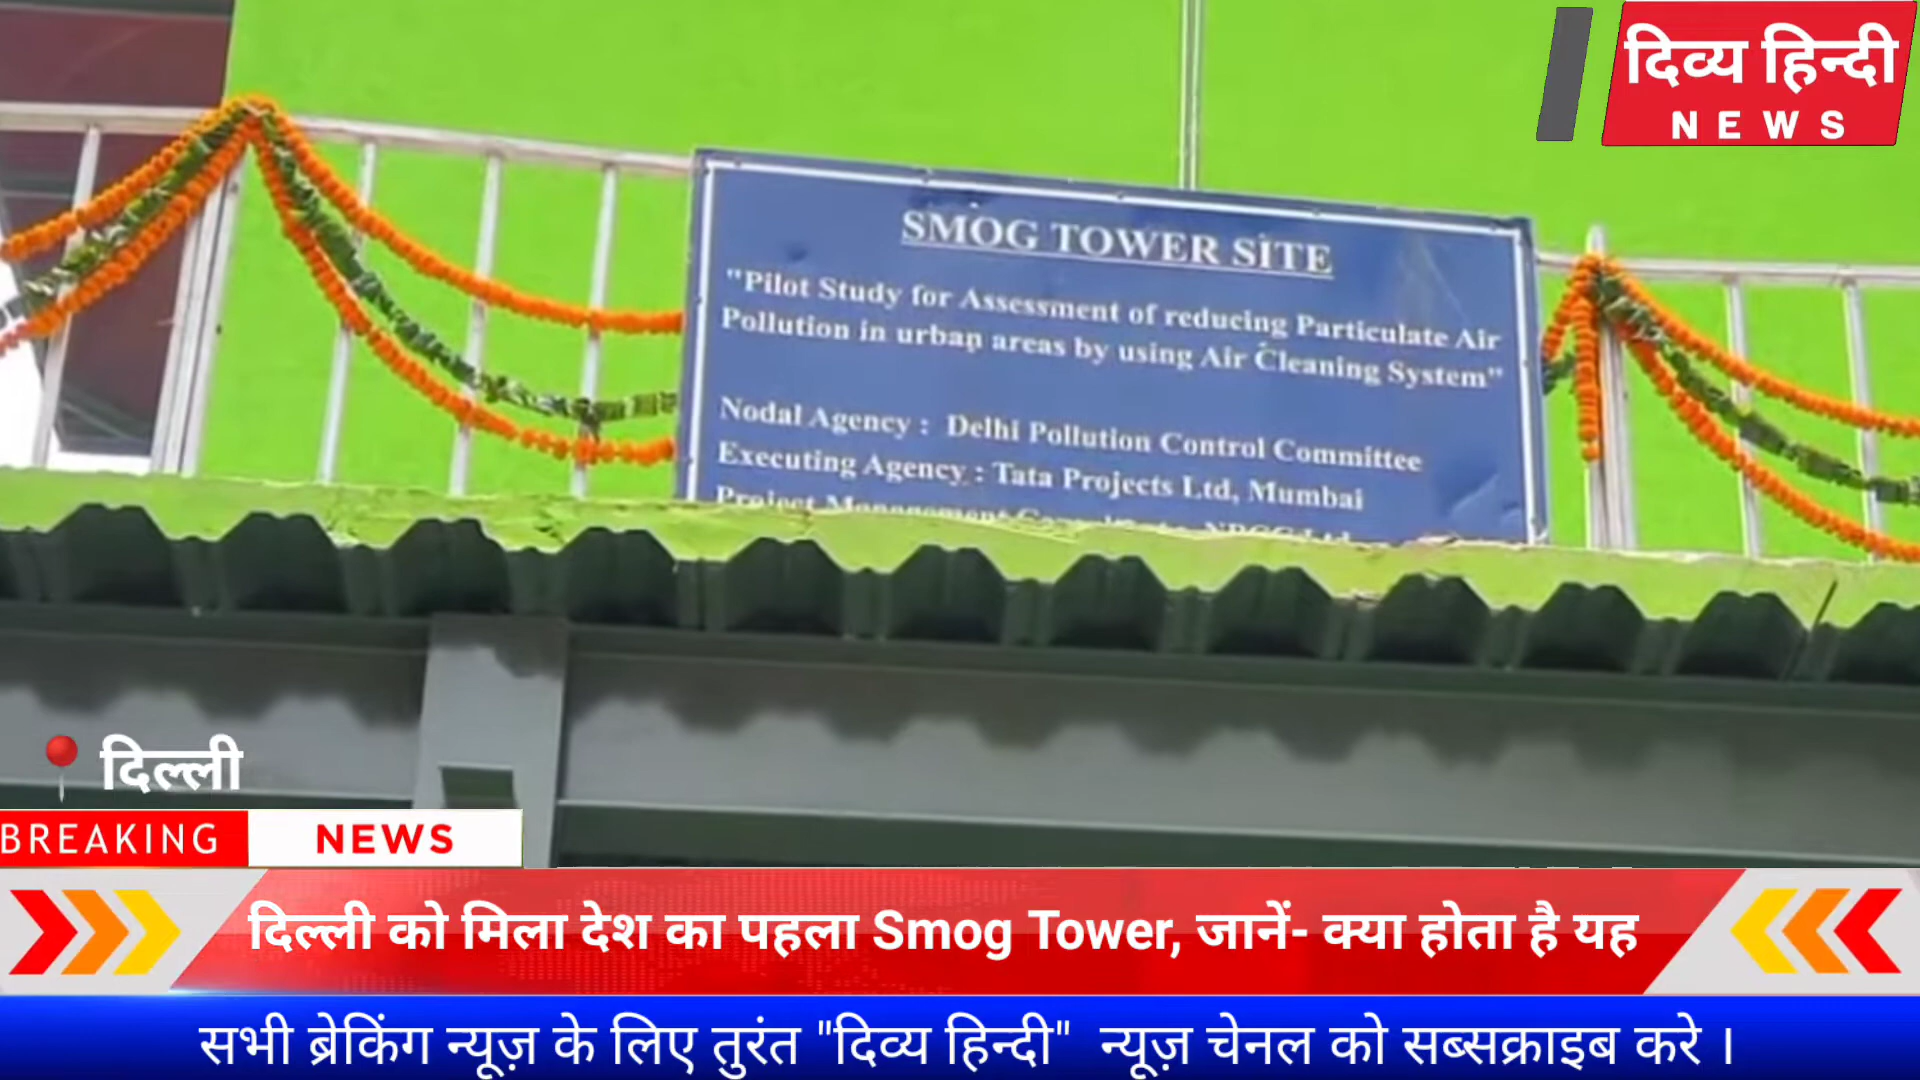 दिव्य हिन्दी
NEWS
SMOG TOWER SITE
"Pilot Study for Assessment of reducing Particulate Air
Pollution in urban areas by using Air Cleaning System"
Nodal Agency : Delhi Pollution Control Committee
Executing Agency : Tata Projects Ltd, Mumbai
Project Management
दिल्ली
BREAKING NEWS
दिल्ली को मिला देश का पहला Smog Tower, जानें- क्या होता है यह
सभी ब्रेकिंग न्यूज़ के लिए तुरंत "दिव्य हिन्दी" न्यूज़ चेनल को सब्सक्राइब करे ।